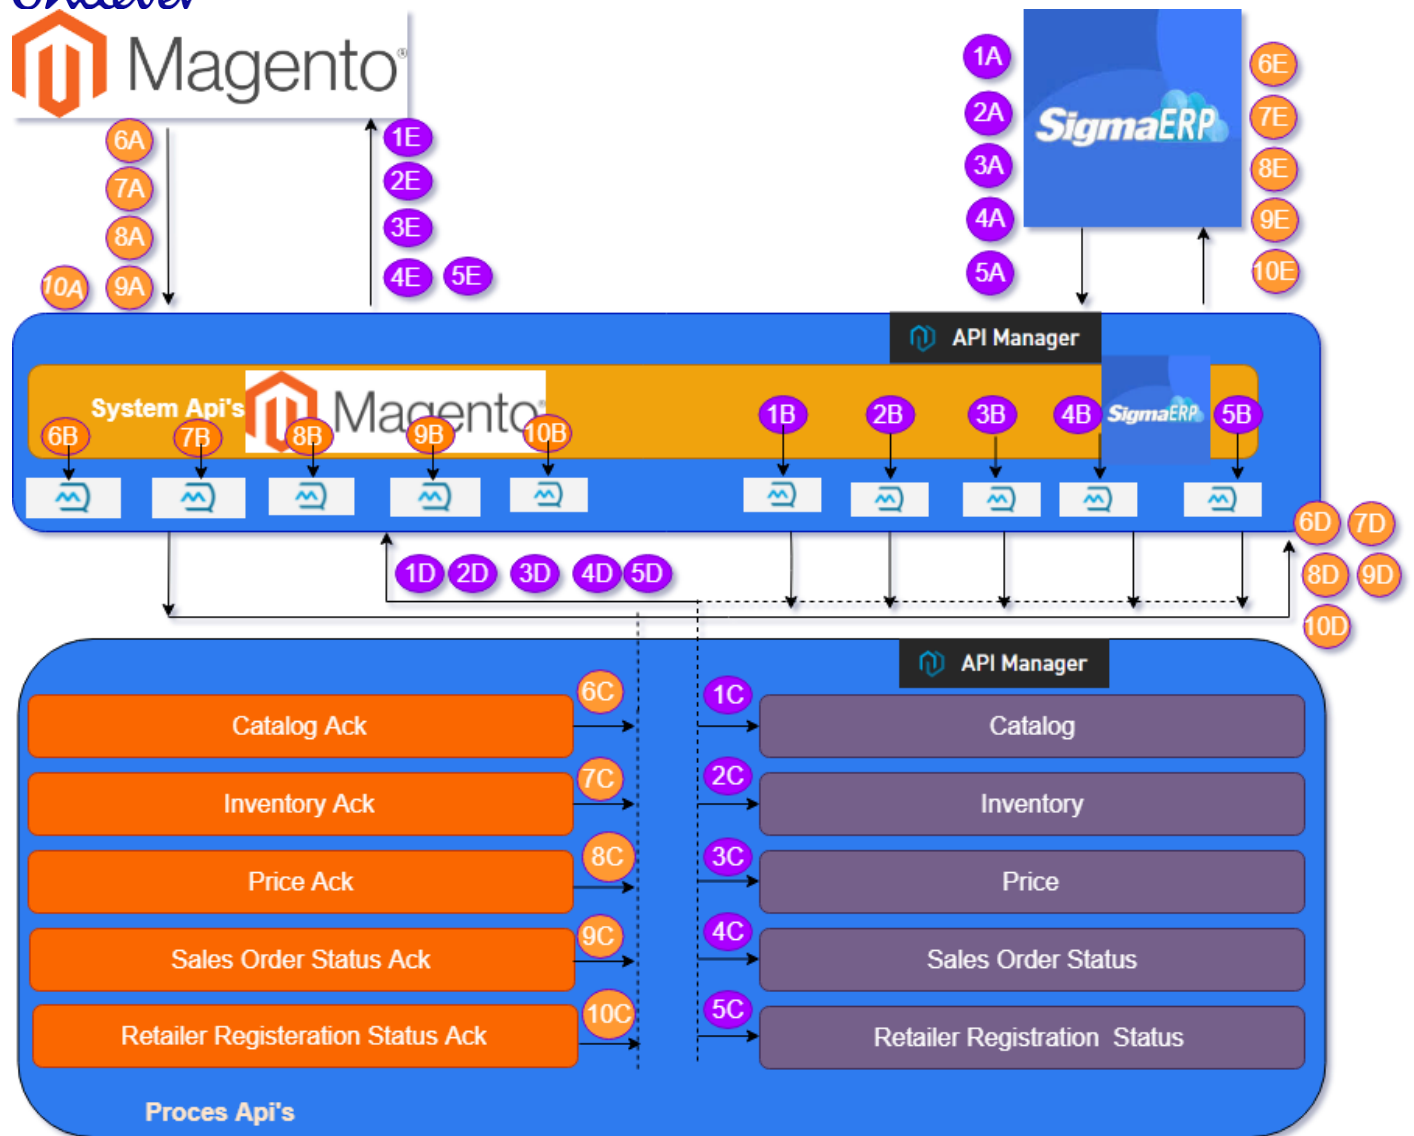 Unilever
Magento
1A
6E
2A
SigmaERP
7E
6A
1E
3A
8E
7A
2E
4A
9E
8A
3E
5A
10E
10A
9A
4E
5E
API Manager
System Api's
Magento
1B
2B
3B
4B
SigmaERP
5B
6B
7B
8B
9B
10B
6D
7D
1D
2D
3D
4D
5D
8D
9D
10D
API Manager
6C
1C
Catalog Ack
Catalog
7C
2C
Inventory Ack
Inventory
8C
3C
Price Ack
Price
9C
4C
Sales Order Status Ack
Sales Order Status
10C
5C
Retailer Registeration Status Ack
Retailer Registration Status
Proces Api's